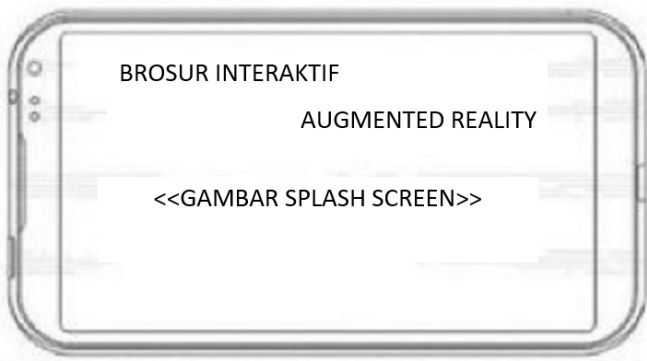 BROSUR INTERAKTIF
AUGMENTED REALITY
<<GAMBAR SPLASH SCREEN>>